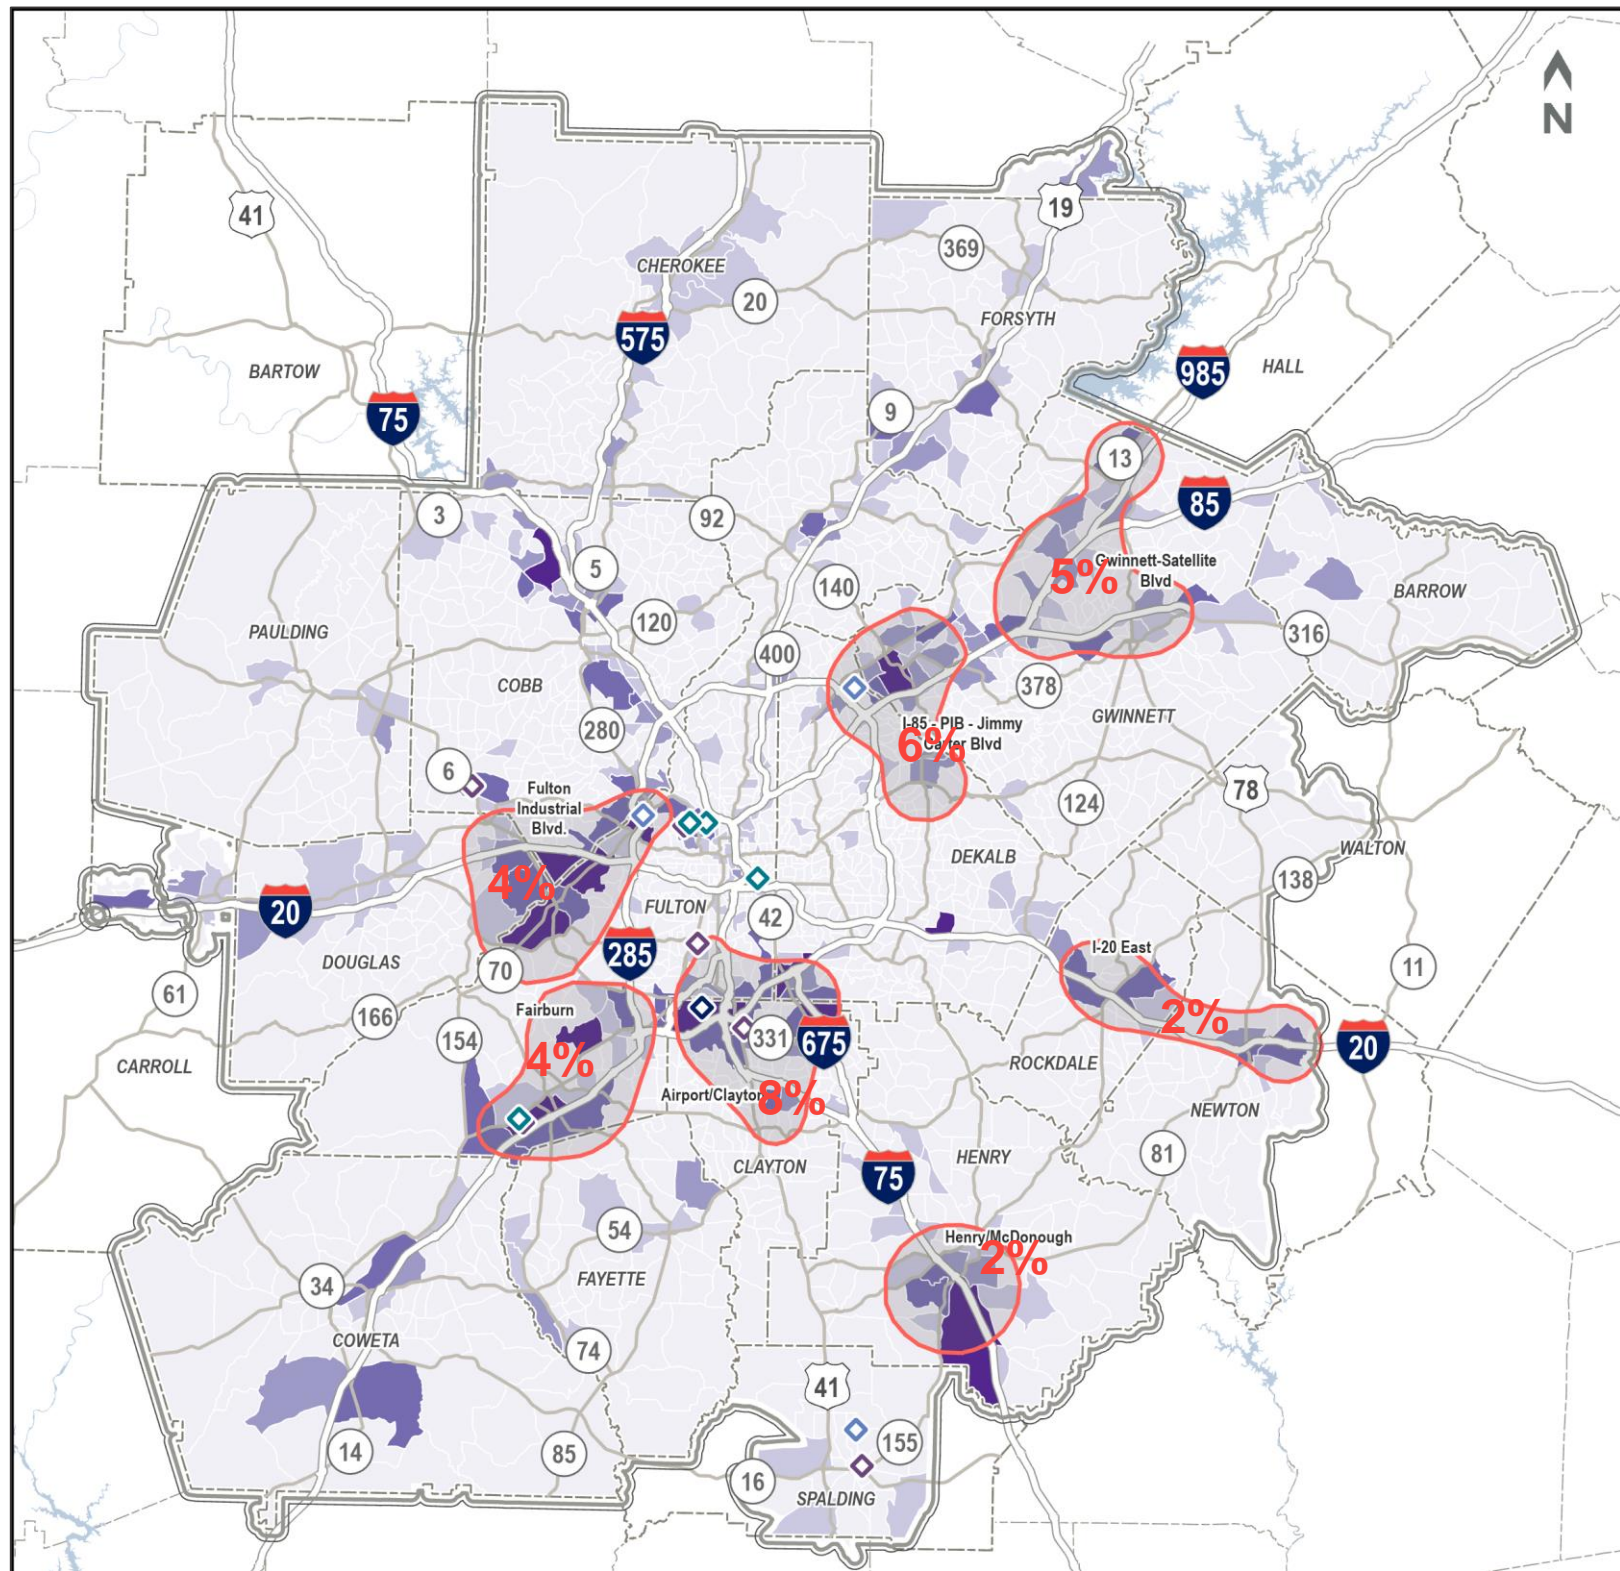 N
41
19
369
CHEROKEE
20
FORSYTH
575
BARTOW
985
HALL
75
9
13
3
92
85
5
Gwinnett-Satellite
Blvd
5%
140
BARROW
120
PAULDING
316
400
COBB
378
GWINNETT
280
I-85 - PIB - Jimmy
Carter Blvd
6%
6
78
Fulton
Industrial
Blvd.
124
WALTON
DEKALB
4%
138
20
FULTON
42
I-20 East
285
DOUGLAS
70
11
61
Fairburn
166
2%
154
331
675
4%
20
ROCKDALE
CARROLL
Airport/Clayton
8%
NEWTON
81
CLAYTON
HENRY
75
54
Henry/McDonough
2%
FAYETTE
34
COWETA
74
41
14
85
155
16
SPALDING